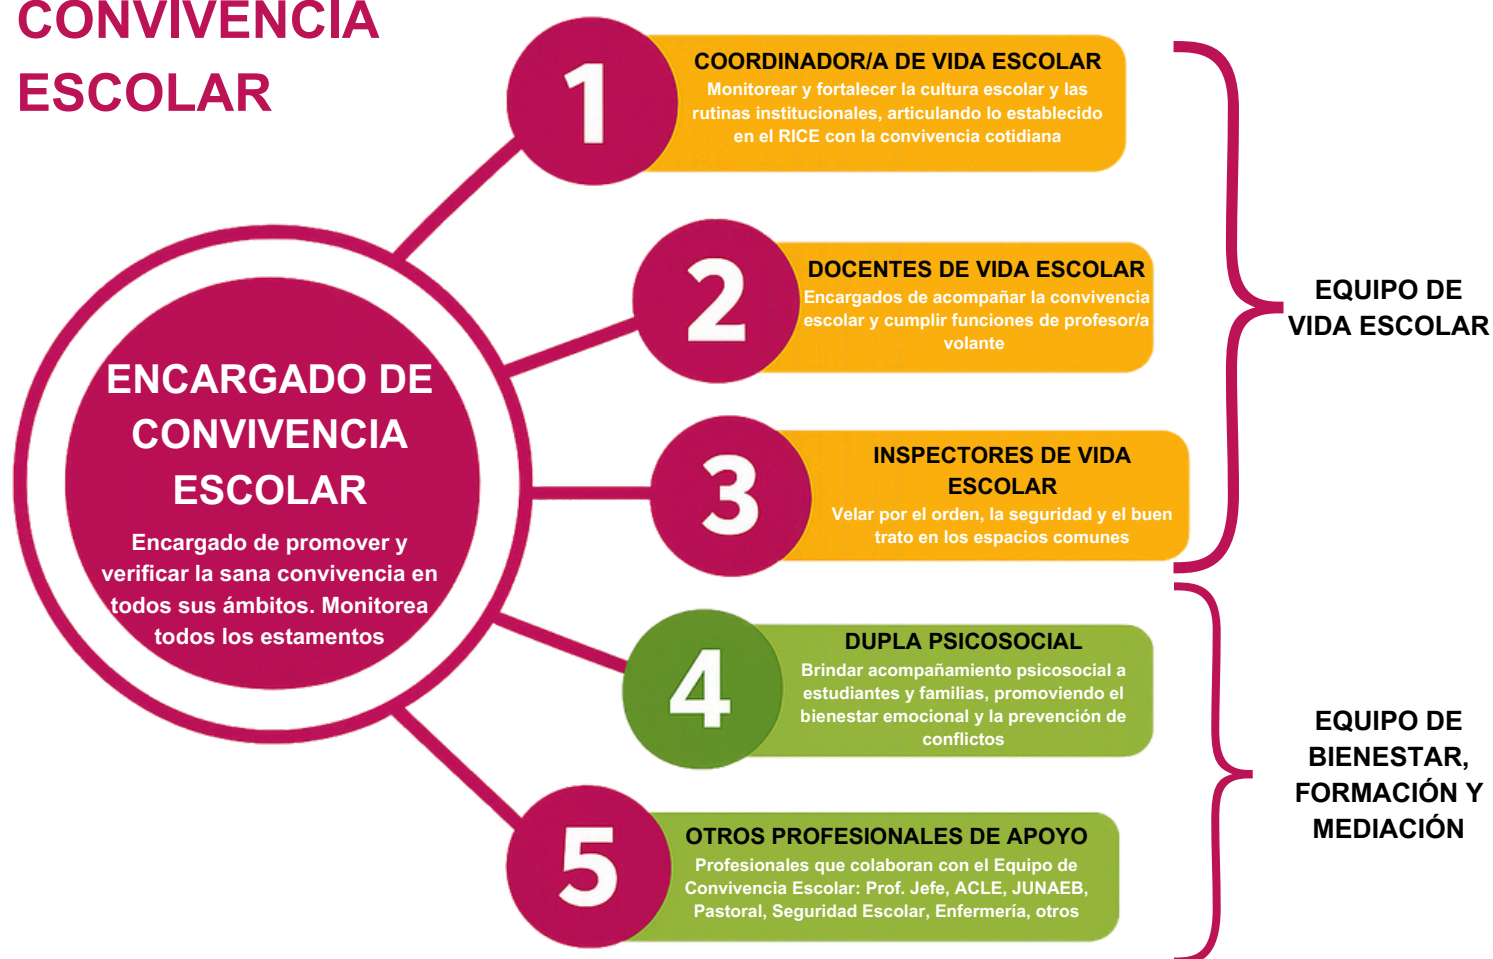 CONVIVENCIA
ESCOLAR
1
COORDINADOR/A DE VIDA ESCOLAR
Monitorear y fortalecer la cultura escolar y las
rutinas institucionales, articulando lo establecido
en el RICE con la convivencia cotidiana
2
DOCENTES DE VIDA ESCOLAR
Encargados de acompañar la convivencia
escolar y cumplir funciones de profesor/a
volante
3
INSPECTORES DE VIDA
ESCOLAR
Velar por el orden, la seguridad y el buen
trato en los espacios comunes
EQUIPO DE
VIDA ESCOLAR
ENCARGADO DE
CONVIVENCIA
ESCOLAR
Encargado de promover y
verificar la sana convivencia en
todos sus ámbitos. Monitorea
todos los estamentos
4
DUPLA PSICOSOCIAL
Brindar acompañamiento psicosocial a
estudiantes y familias, promoviendo el
bienestar emocional y la prevención de
conflictos
5
OTROS PROFESIONALES DE APOYO
Profesionales que colaboran con el Equipo de
Convivencia Escolar: Prof. Jefe, ACLE, JUNAEB,
Pastoral, Seguridad Escolar, Enfermería, otros
EQUIPO DE
BIENESTAR,
FORMACIÓN Y
MEDIACIÓN